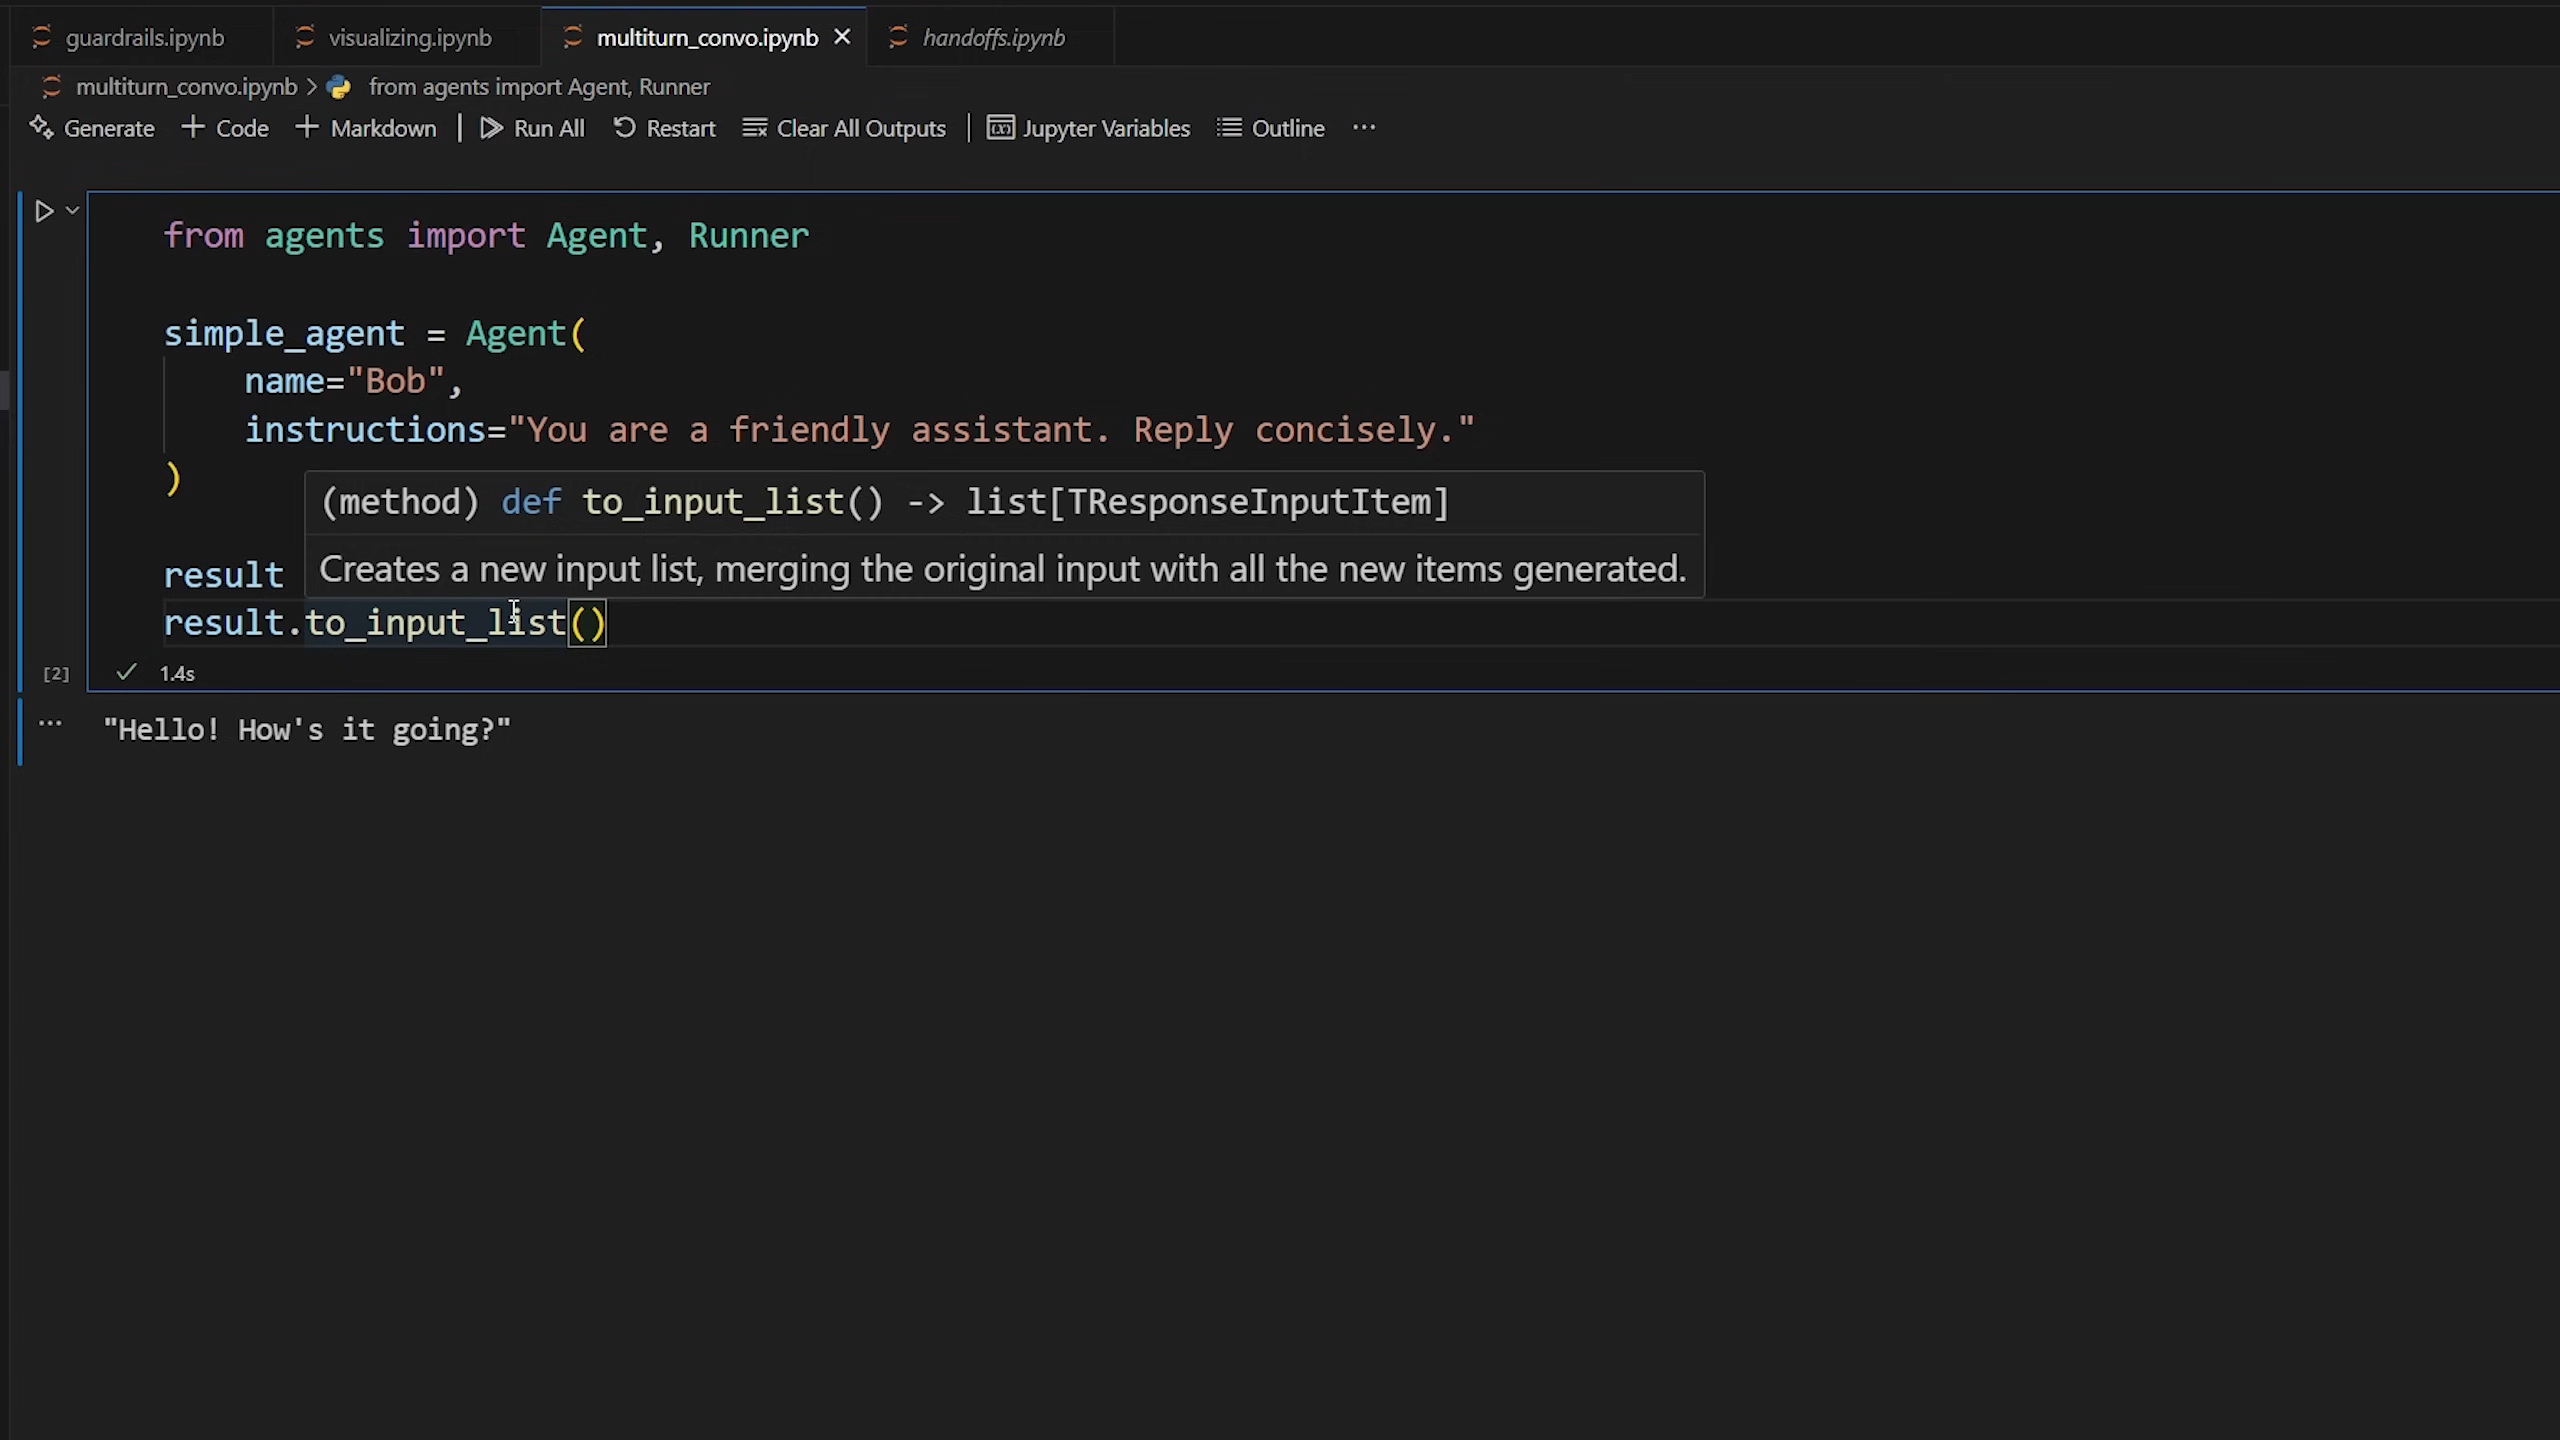 guardrails.ipynb visualizing.ipynb multiturn_convo.ipynb handoffs.ipynb
multiturn_convo.ipynb > from agents import Agent, Runner
Generate + Code + Markdown | Run All Restart Clear All Outputs | Jupyter Variables Outline ...
from agents import Agent, Runner
simple_agent = Agent(
name="Bob",
instructions="You are a friendly assistant. Reply concisely."
)
(method) def to_input_list() -> list[TResponseInputItem]
Creates a new input list, merging the original input with all the new items generated.
result
result.to_input_list()
[2] ✓ 1.4s
... "Hello! How's it going?"